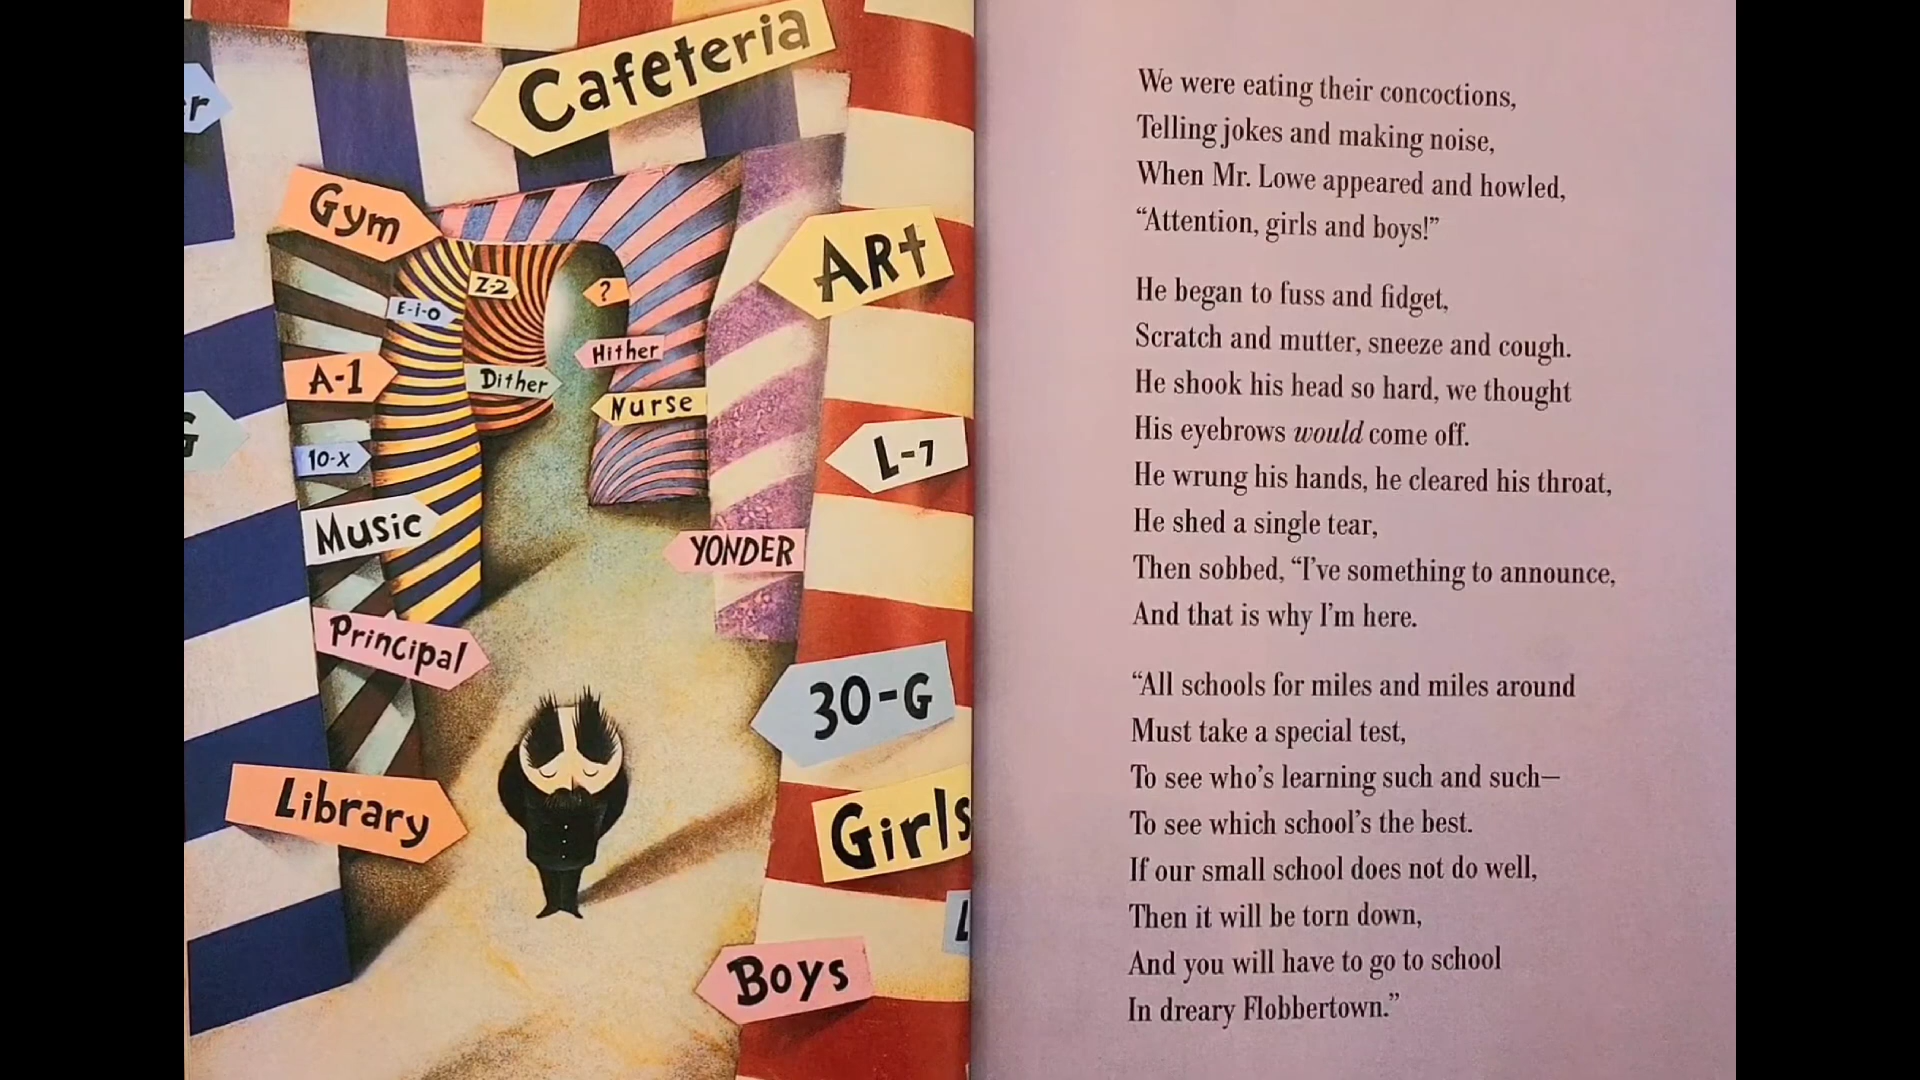 Cafeteria
r
Gym
ARt
Z-2
?
E-i-o
Hither
A-1
Dither
Nurse
G
L-7
10-X
Music
YONDER
Principal
30-G
Library
Girls
L
Boys
We were eating their concoctions,
Telling jokes and making noise,
When Mr. Lowe appeared and howled,
“Attention, girls and boys!”
He began to fuss and fidget,
Scratch and mutter, sneeze and cough.
He shook his head so hard, we thought
His eyebrows would come off.
He wrung his hands, he cleared his throat,
He shed a single tear,
Then sobbed, “I’ve something to announce,
And that is why I’m here.
“All schools for miles and miles around
Must take a special test,
To see who’s learning such and such—
To see which school’s the best.
If our small school does not do well,
Then it will be torn down,
And you will have to go to school
In dreary Flobbertown.”